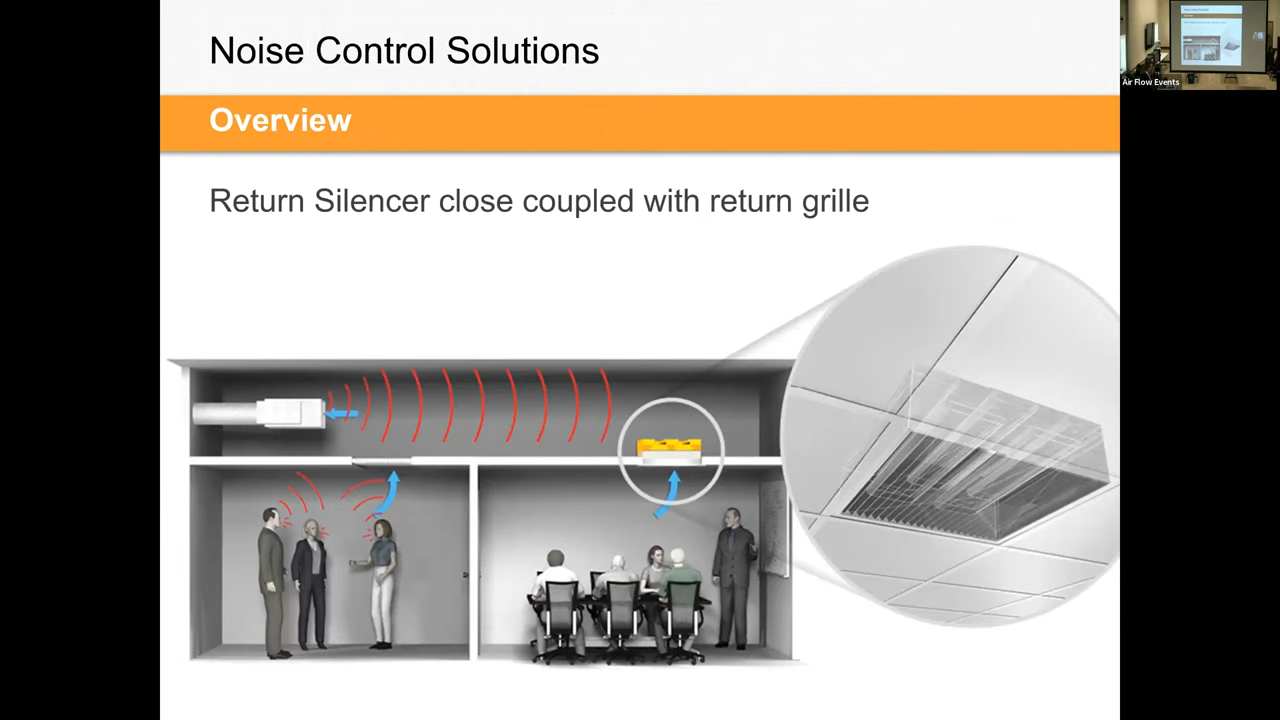 Noise Control Solutions
Overview
Return Silencer close coupled with return grille
Air Flow Events